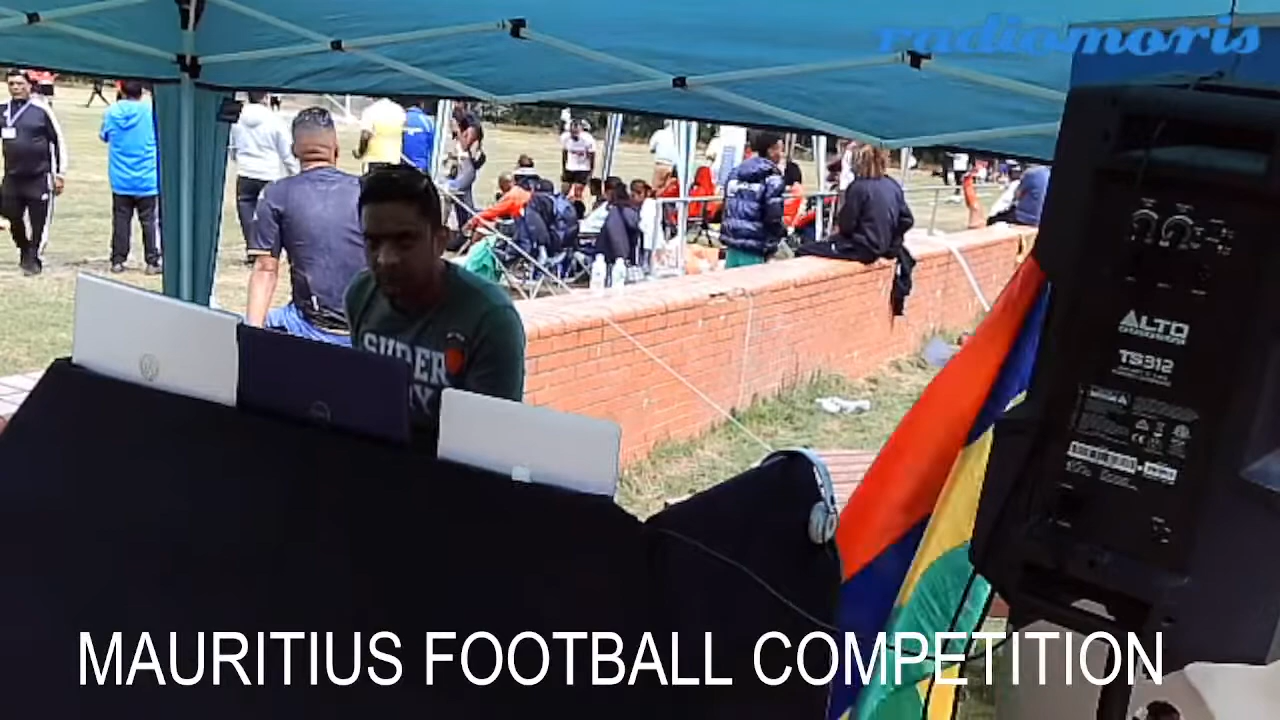 radiomoris
SUPER
ALTO
TS312
MAURITIUS FOOTBALL COMPETITION